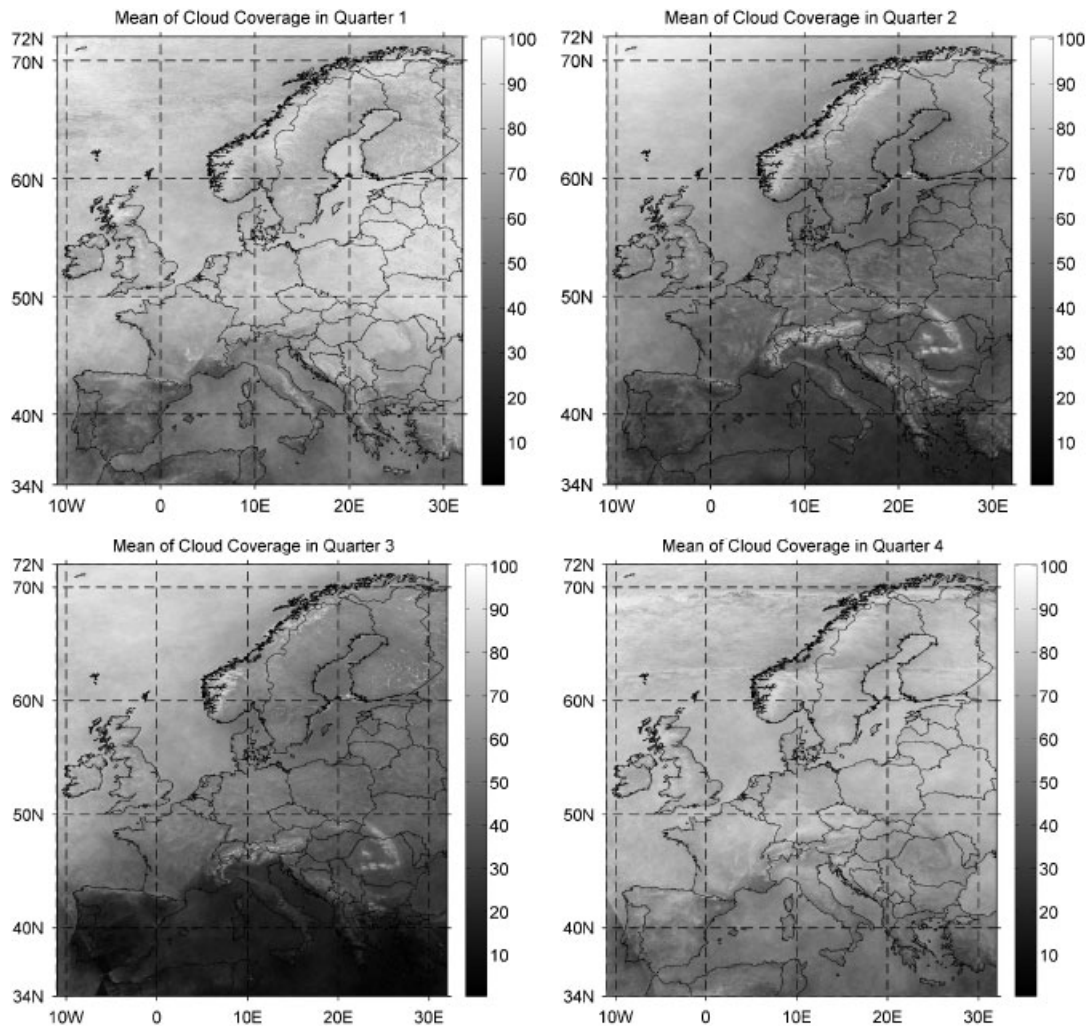 Mean of Cloud Coverage in Quarter 1
72N
70N
60N
50N
40N
34N
10W 0 10E 20E 30E
100
90
80
70
60
50
40
30
20
10
Mean of Cloud Coverage in Quarter 2
72N
70N
60N
50N
40N
34N
10W 0 10E 20E 30E
100
90
80
70
60
50
40
30
20
10
Mean of Cloud Coverage in Quarter 3
72N
70N
60N
50N
40N
34N
10W 0 10E 20E 30E
100
90
80
70
60
50
40
30
20
10
Mean of Cloud Coverage in Quarter 4
72N
70N
60N
50N
40N
34N
10W 0 10E 20E 30E
100
90
80
70
60
50
40
30
20
10